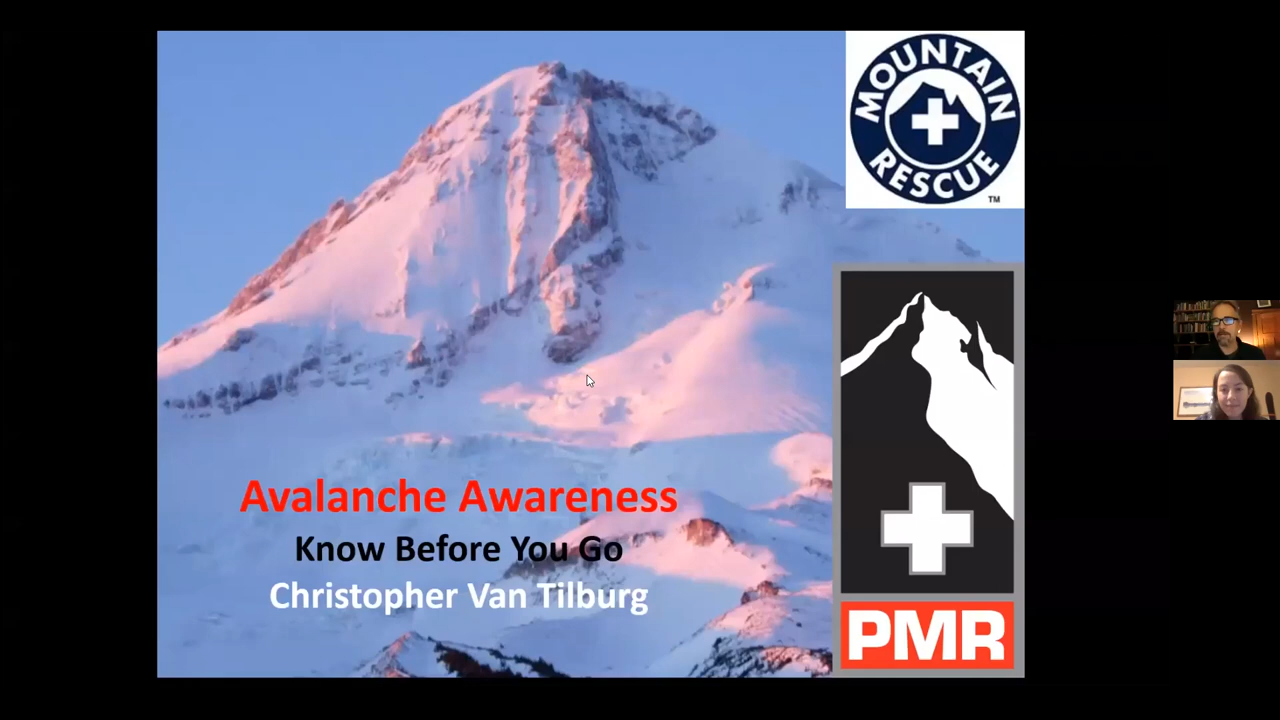 MOUNTAIN
RESCUE
TM
Avalanche Awareness
Know Before You Go
Christopher Van Tilburg
PMR